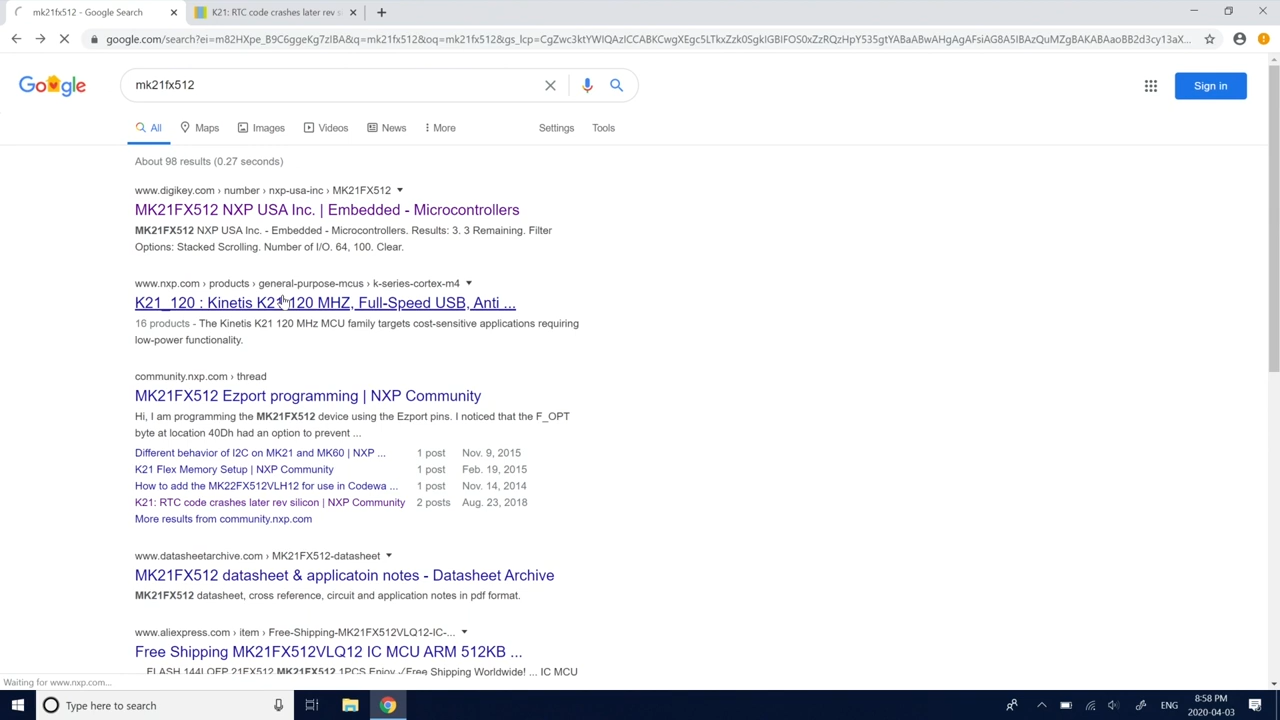 mk21fx512 - Google Search
K21: RTC code crashes later rev s
google.com/search?ei=m82HXpe_B9C6ggeKg7zIBA&q=mk21fx512&oq=mk21fx512&gs_lcp=
Google
mk21fx512
Sign in
All Maps Images Videos News More Settings Tools
About 98 results (0.27 seconds)
www.digikey.com › number › nxp-usa-inc › MK21FX512
MK21FX512 NXP USA Inc. | Embedded - Microcontrollers
MK21FX512 NXP USA Inc. - Embedded - Microcontrollers. Results: 3. 3 Remaining. Filter
Options: Stacked Scrolling. Number of I/O. 64, 100. Clear.
www.nxp.com › products › general-purpose-mcus › k-series-cortex-m4
K21_120 : Kinetis K21 120 MHZ, Full-Speed USB, Anti ...
16 products - The Kinetis K21 120 MHz MCU family targets cost-sensitive applications requiring
low-power functionality.
community.nxp.com › thread
MK21FX512 Ezport programming | NXP Community
Hi, I am programming the MK21FX512 device using the Ezport pins. I noticed that the F_OPT
byte at location 40Dh had an option to prevent ...
Different behavior of I2C on MK21 and MK60 | NXP ... 1 post Nov. 9, 2015
K21 Flex Memory Setup | NXP Community 1 post Feb. 19, 2015
How to add the MK22FX512VLH12 for use in Codewa ... 1 post Nov. 14, 2014
K21: RTC code crashes later rev silicon | NXP Community 2 posts Aug. 23, 2018
More results from community.nxp.com
www.datasheetarchive.com › MK21FX512-datasheet
MK21FX512 datasheet & applicatoin notes - Datasheet Archive
MK21FX512 datasheet, cross reference, circuit and application notes in pdf format.
www.aliexpress.com › item › Free-Shipping-MK21FX512VLQ12-IC-...
Free Shipping MK21FX512VLQ12 IC MCU ARM 512KB ...
FLASH 144LQFP 21FX512 MK21FX512 1PCS Enjoy √Free Shipping Worldwide! ... IC MCU
Waiting for www.nxp.com...
Type here to search
ENG
8:58 PM
2020-04-03